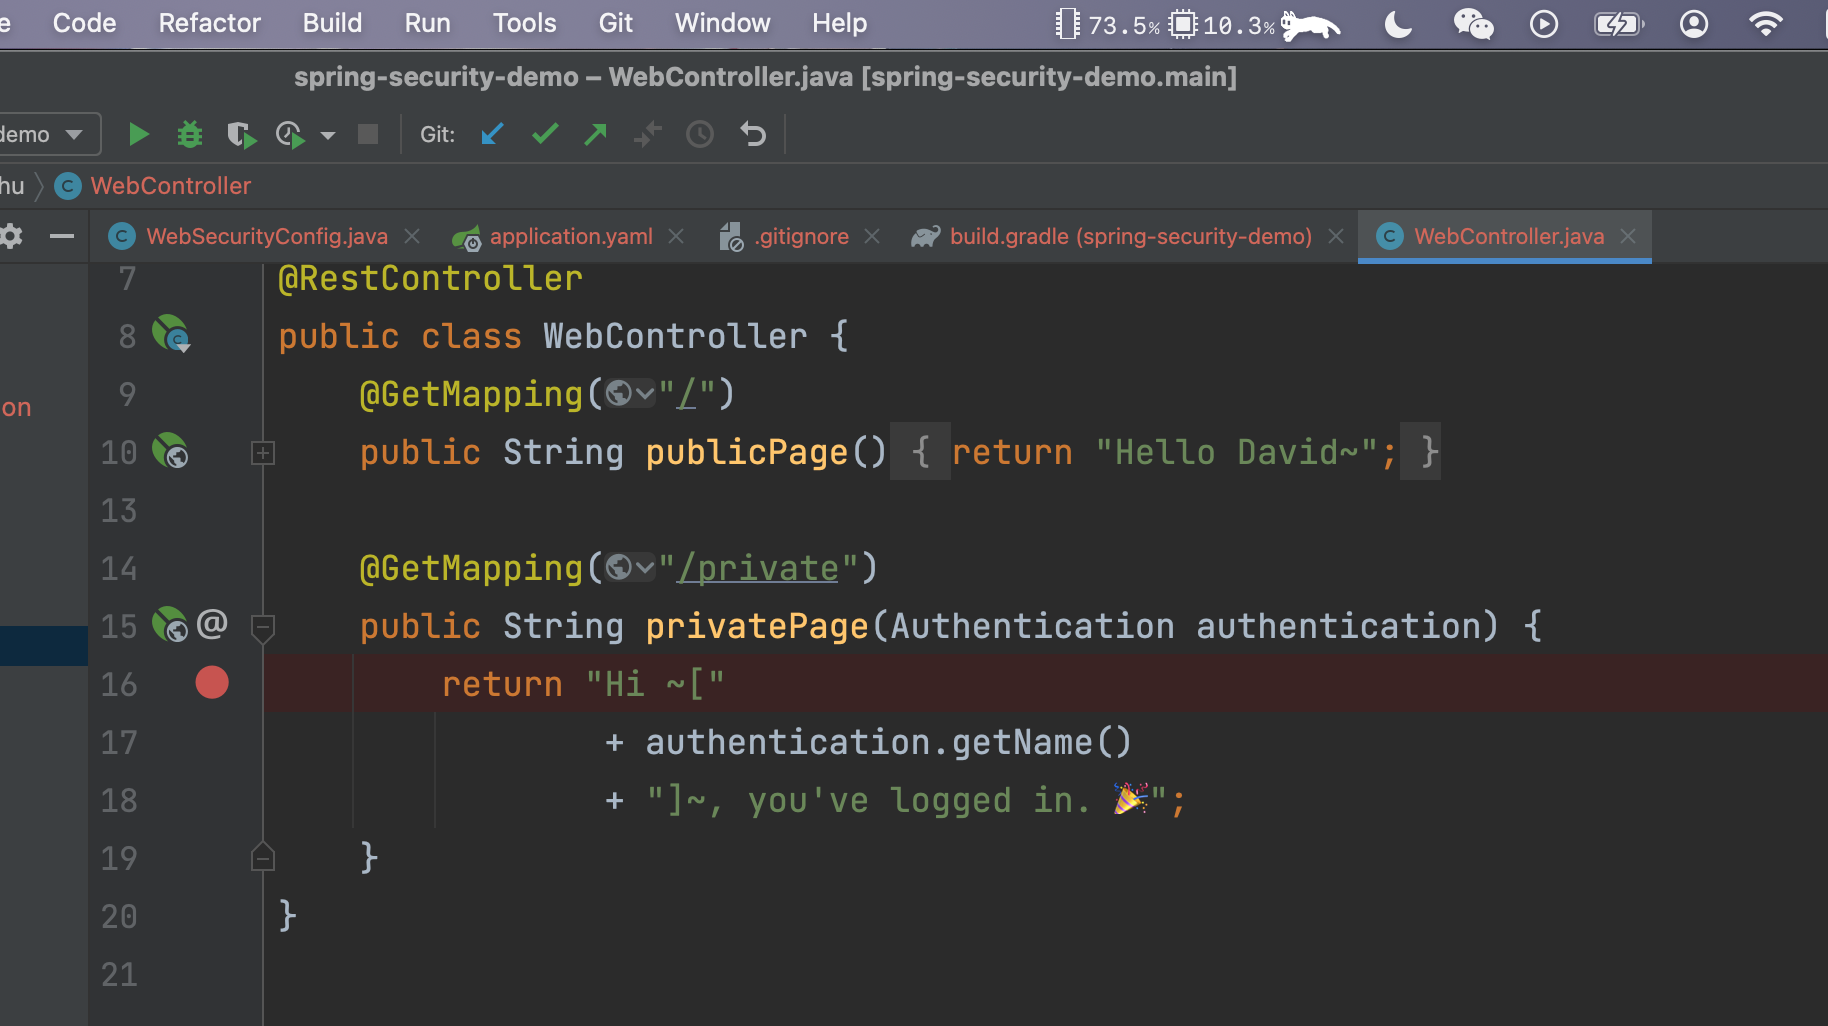 e Code Refactor Build Run Tools Git Window Help 73.5% 10.3%
spring-security-demo – WebController.java [spring-security-demo.main]
demo Git:
hu C WebController
C WebSecurityConfig.java application.yaml .gitignore build.gradle (spring-security-demo) C WebController.java
on
7 @RestController
8 public class WebController {
9 @GetMapping("/")
10 public String publicPage() { return "Hello David~"; }
13
14 @GetMapping("/private")
15 @ public String privatePage(Authentication authentication) {
16 return "Hi ~["
17 + authentication.getName()
18 + "]~, you've logged in. 🎉";
19 }
20 }
21